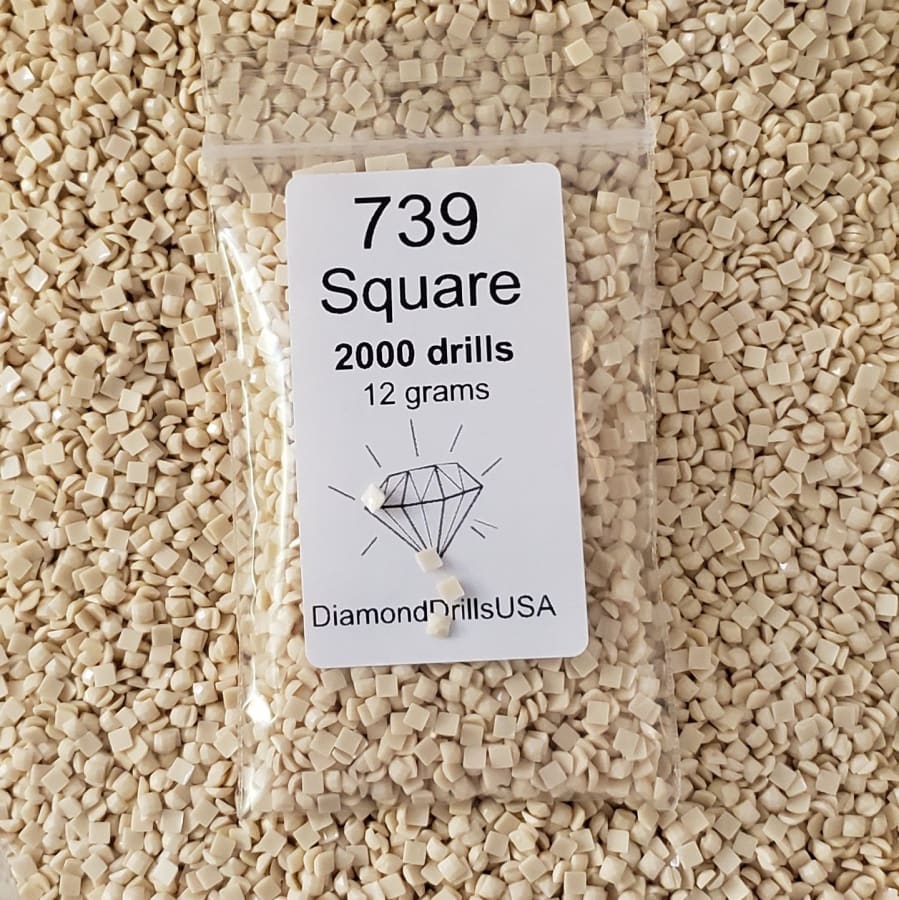 739
Square
2000 drills
12 grams
DiamondDrillsUSA